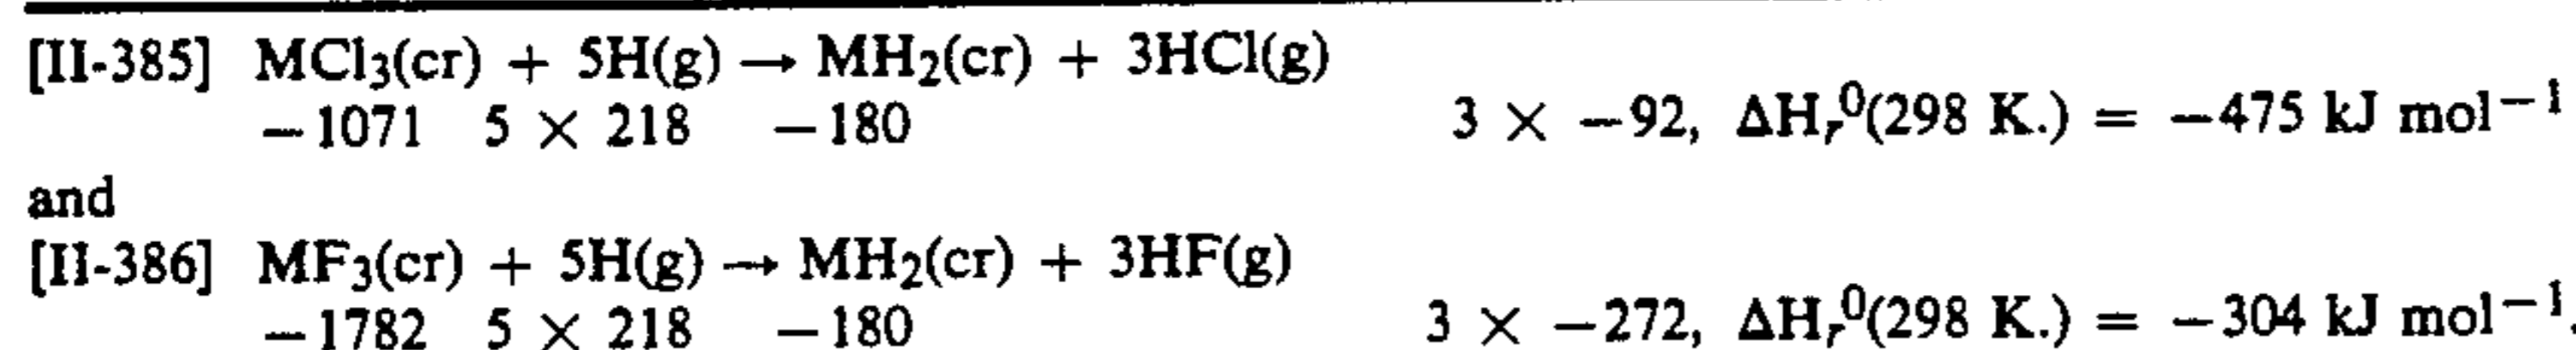 [II-385] MCl₃(cr) + 5H(g) → MH₂(cr) + 3HCl(g)
−1071 5 × 218 −180 3 × −92, ΔHᵣ⁰(298 K.) = −475 kJ mol⁻¹
and
[II-386] MF₃(cr) + 5H(g) → MH₂(cr) + 3HF(g)
−1782 5 × 218 −180 3 × −272, ΔHᵣ⁰(298 K.) = −304 kJ mol⁻¹.